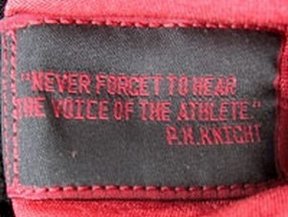 "NEVER FORGET TO HEAR
THE VOICE OF THE ATHLETE."
P.H.KNIGHT